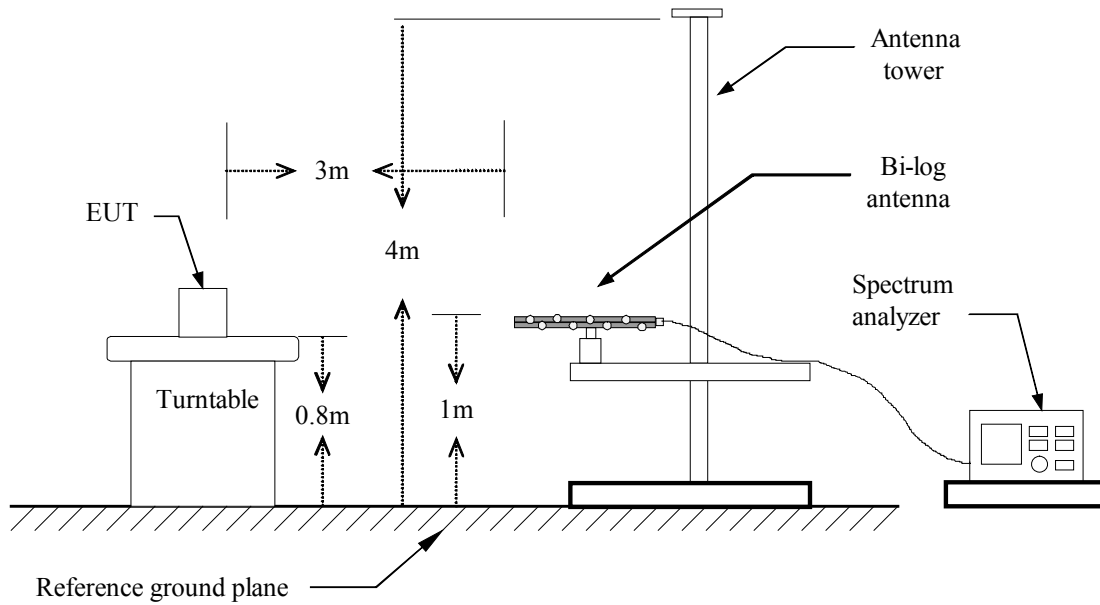 Antenna
tower
3m
Bi-log
antenna
EUT
4m
Spectrum
analyzer
Turntable
0.8m
1m
Reference ground plane